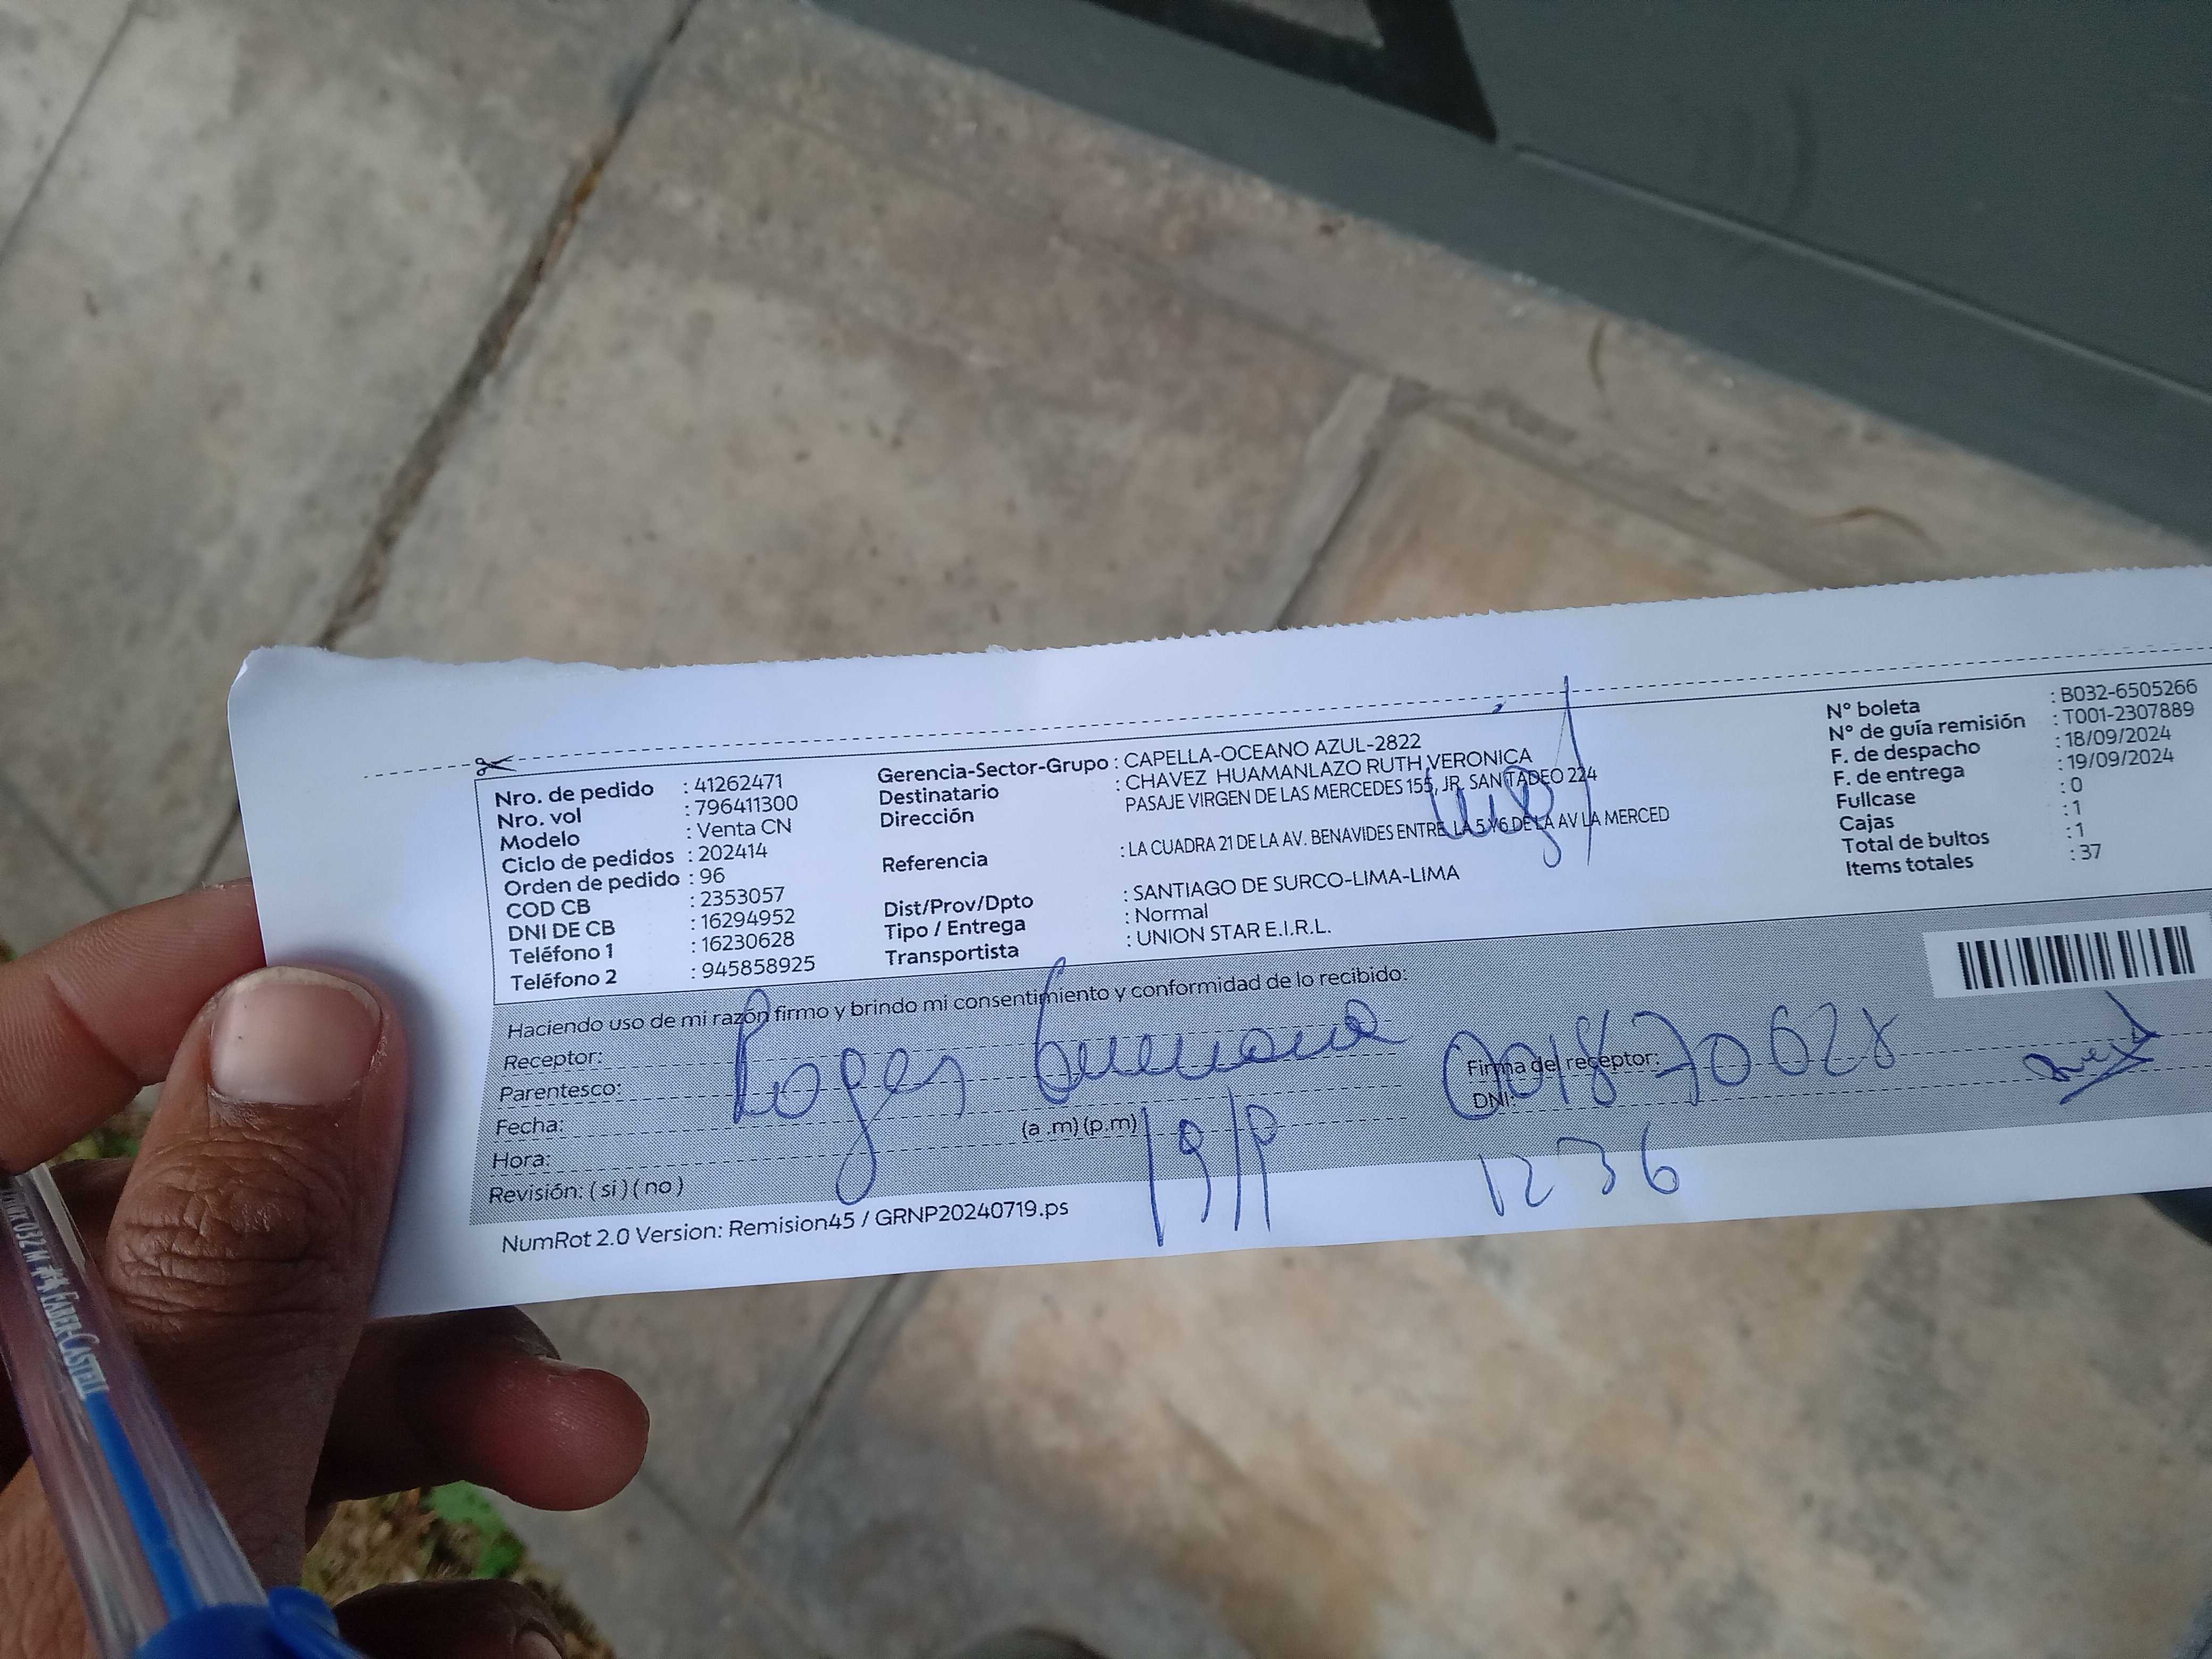 Nro. de pedido : 41262471
Nro. vol : 796411300
Modelo : Venta CN
Ciclo de pedidos : 202414
Orden de pedido : 96
COD CB : 2353057
DNI DE CB : 16294952
Teléfono 1 : 16230628
Teléfono 2 : 945858925
Gerencia-Sector-Grupo : CAPELLA-OCEANO AZUL-2822
Destinatario : CHAVEZ HUAMANLAZO RUTH VERONICA
Dirección PASAJE VIRGEN DE LAS MERCEDES 155, JR. SAN TADEO 224
Referencia : LA CUADRA 21 DE LA AV. BENAVIDES ENTRE LA 5 Y 6 DE LA AV LA MERCED
Dist/Prov/Dpto : SANTIAGO DE SURCO-LIMA-LIMA
Tipo / Entrega : Normal
Transportista : UNION STAR E.I.R.L.
N° boleta : B032-6505266
N° de guía remisión : T001-2307889
F. de despacho : 18/09/2024
F. de entrega : 19/09/2024
Fullcase : 0
Cajas : 1
Total de bultos : 1
Items totales : 37
Haciendo uso de mi razón firmo y brindo mi consentimiento y conformidad de lo recibido:
Receptor: Roger
Parentesco:
Fecha:
Hora: (a .m) (p.m)
Revisión: ( si ) ( no )
Firma del receptor:
DNI: 001870628
19/9 1236
NumRot 2.0 Version: Remision45 / GRNP20240719.ps
032 M FABER-CASTELL